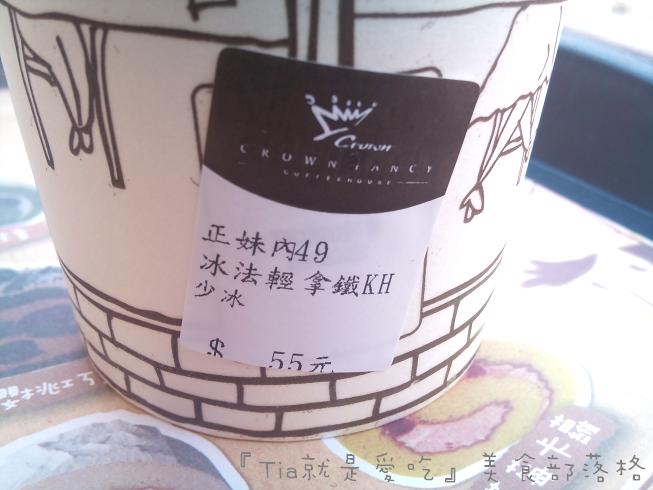 Crown
CROWN FANCY
COFFEEHOUSE
正妹內49
冰法輕拿鐵KH
少冰
$ 55元
『Tia就是愛吃』美食部落格